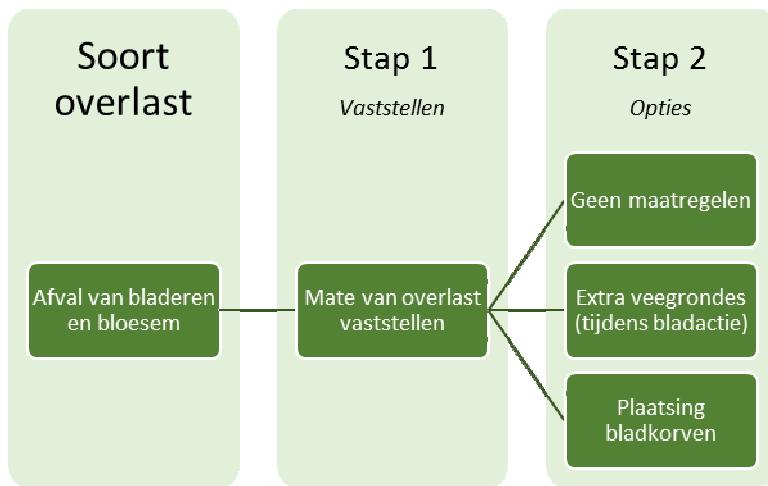 Soort
overlast
Stap 1
Vaststellen
Stap 2
Opties
Afval van bladeren
en bloesem
Mate van overlast
vaststellen
Geen maatregelen
Extra veegrondes
(tijdens bladactie)
Plaatsing
bladkorven